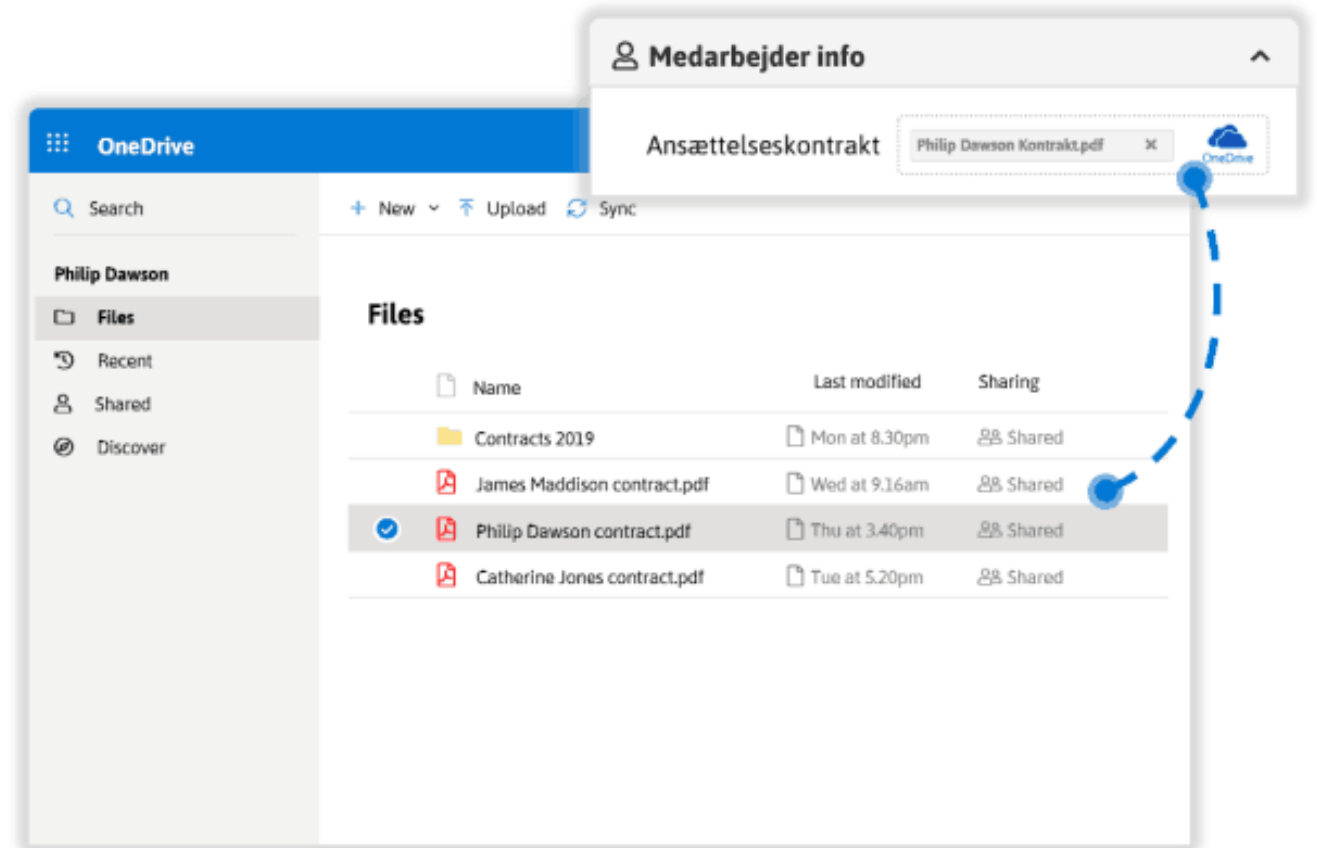 Medarbejder info
Ansættelseskontrakt Philip Dawson Kontrakt.pdf
OneDrive
OneDrive
Search
New Upload Sync
Philip Dawson
Files
Recent
Shared
Discover
Files
Name Last modified Sharing
Contracts 2019 Mon at 8.30pm Shared
James Maddison contract.pdf Wed at 9.16am Shared
Philip Dawson contract.pdf Thu at 3.40pm Shared
Catherine Jones contract.pdf Tue at 5.20pm Shared